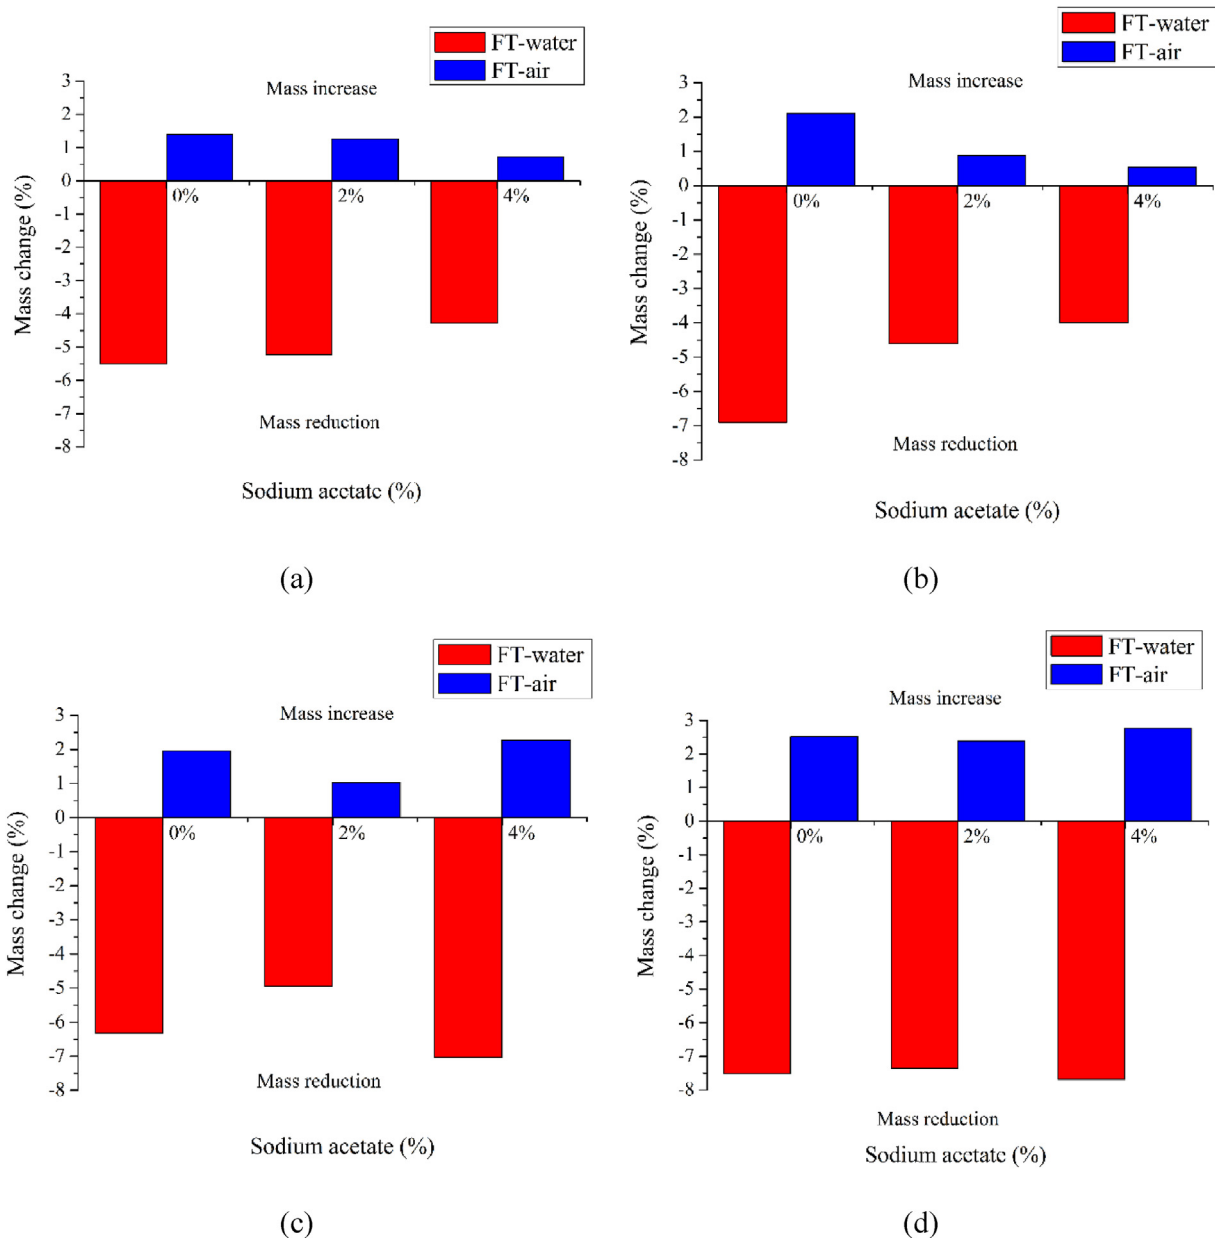 FT-water
FT-air
Mass increase
3
2
1
0
-1
-2
-3
-4
-5
-6
-7
-8
0%
2%
4%
Mass change (%)
Mass reduction
Sodium acetate (%)
(a)
FT-water
FT-air
Mass increase
3
2
1
0
-1
-2
-3
-4
-5
-6
-7
-8
0%
2%
4%
Mass change (%)
Mass reduction
Sodium acetate (%)
(b)
FT-water
FT-air
Mass increase
3
2
1
0
-1
-2
-3
-4
-5
-6
-7
-8
0%
2%
4%
Mass change (%)
Mass reduction
Sodium acetate (%)
(c)
FT-water
FT-air
Mass increase
3
2
1
0
-1
-2
-3
-4
-5
-6
-7
-8
0%
2%
4%
Mass change (%)
Mass reduction
Sodium acetate (%)
(d)